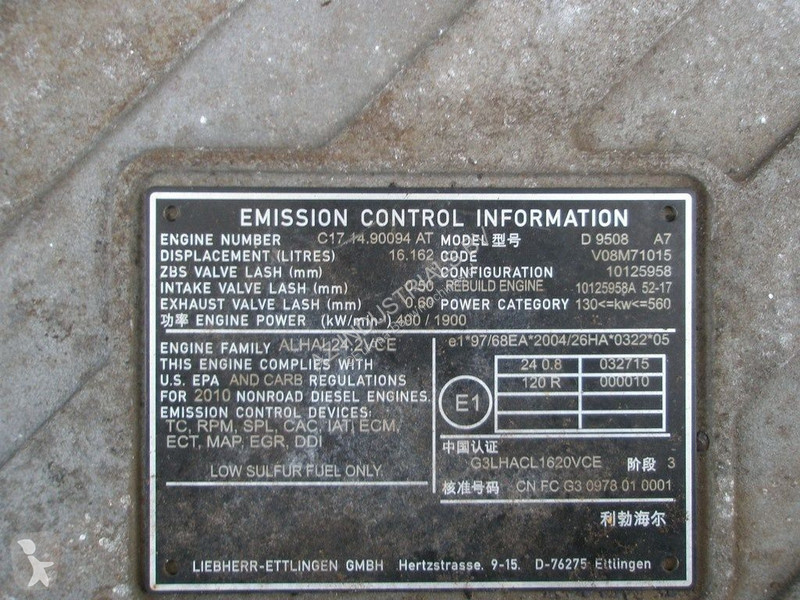 EMISSION CONTROL INFORMATION
ENGINE NUMBER C17.14.90094 AT MODEL 型号 D 9508 A7
DISPLACEMENT (LITRES) 16.162 CODE V08M71015
ZBS VALVE LASH (mm) CONFIGURATION 10125958
INTAKE VALVE LASH (mm) REBUILD ENGINE 10125958A 52-17
EXHAUST VALVE LASH (mm) 0,60 POWER CATEGORY 130<=kw<=560
功率 ENGINE POWER (kW/min⁻¹) 400 / 1900
ENGINE FAMILY ALHAL24.2VCE
THIS ENGINE COMPLIES WITH
U.S. EPA AND CARB REGULATIONS
FOR 2010 NONROAD DIESEL ENGINES.
EMISSION CONTROL DEVICES:
TC, RPM, SPL, CAC, IAT, ECM,
ECT, MAP, EGR, DDI
LOW SULFUR FUEL ONLY
e1*97/68EA*2004/26HA*0322*05
E1
24 0.8 032715
120 R 000010
中国认证
G3LHACL1620VCE 阶段 3
核准号码 CN FC G3 0978 01 0001
利勃海尔
LIEBHERR-ETTLINGEN GMBH Hertzstrasse. 9-15. D-76275 Ettlingen